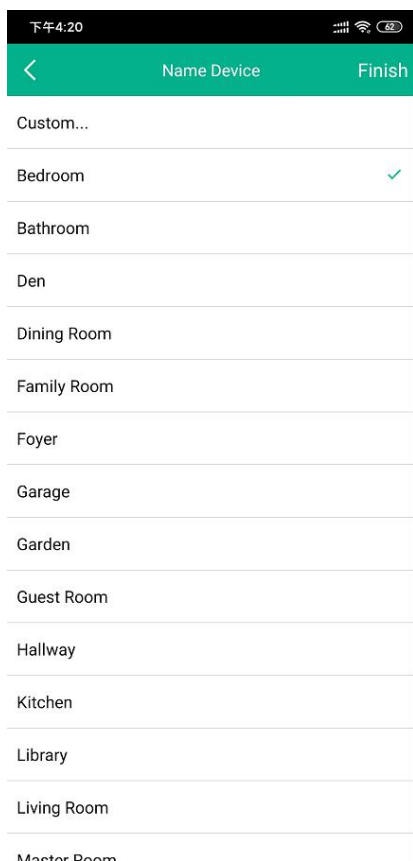 下午4:20
62
Name Device
Finish
Custom...
Bedroom
Bathroom
Den
Dining Room
Family Room
Foyer
Garage
Garden
Guest Room
Hallway
Kitchen
Library
Living Room
Master Room